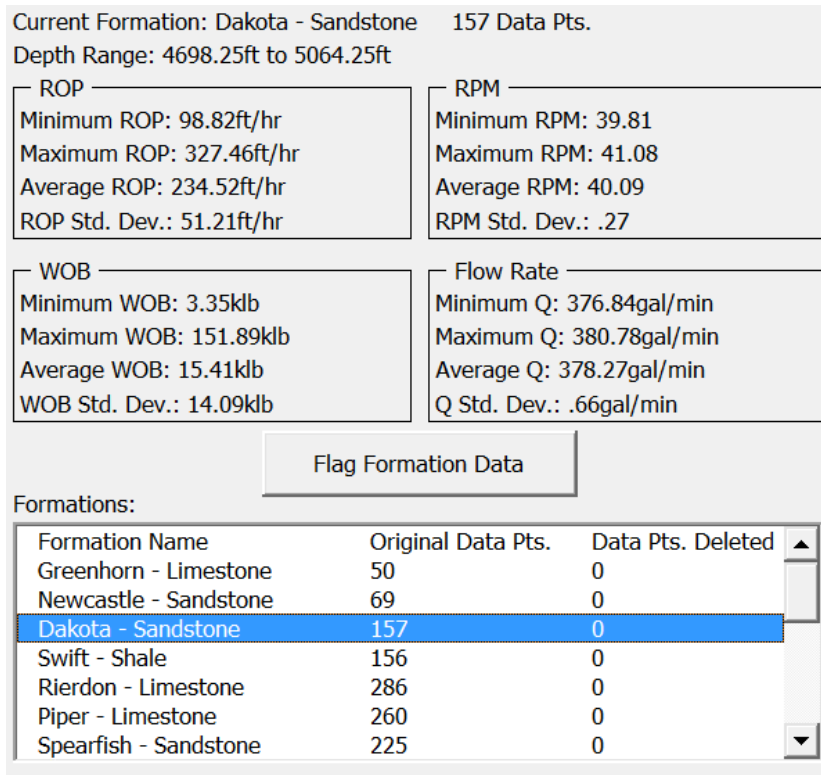 Current Formation: Dakota - Sandstone 157 Data Pts.
Depth Range: 4698.25ft to 5064.25ft
ROP
Minimum ROP: 98.82ft/hr
Maximum ROP: 327.46ft/hr
Average ROP: 234.52ft/hr
ROP Std. Dev.: 51.21ft/hr
RPM
Minimum RPM: 39.81
Maximum RPM: 41.08
Average RPM: 40.09
RPM Std. Dev.: .27
WOB
Minimum WOB: 3.35klb
Maximum WOB: 151.89klb
Average WOB: 15.41klb
WOB Std. Dev.: 14.09klb
Flow Rate
Minimum Q: 376.84gal/min
Maximum Q: 380.78gal/min
Average Q: 378.27gal/min
Q Std. Dev.: .66gal/min
Flag Formation Data
Formations:
Formation Name Original Data Pts. Data Pts. Deleted
Greenhorn - Limestone 50 0
Newcastle - Sandstone 69 0
Dakota - Sandstone 157 0
Swift - Shale 156 0
Rierdon - Limestone 286 0
Piper - Limestone 260 0
Spearfish - Sandstone 225 0